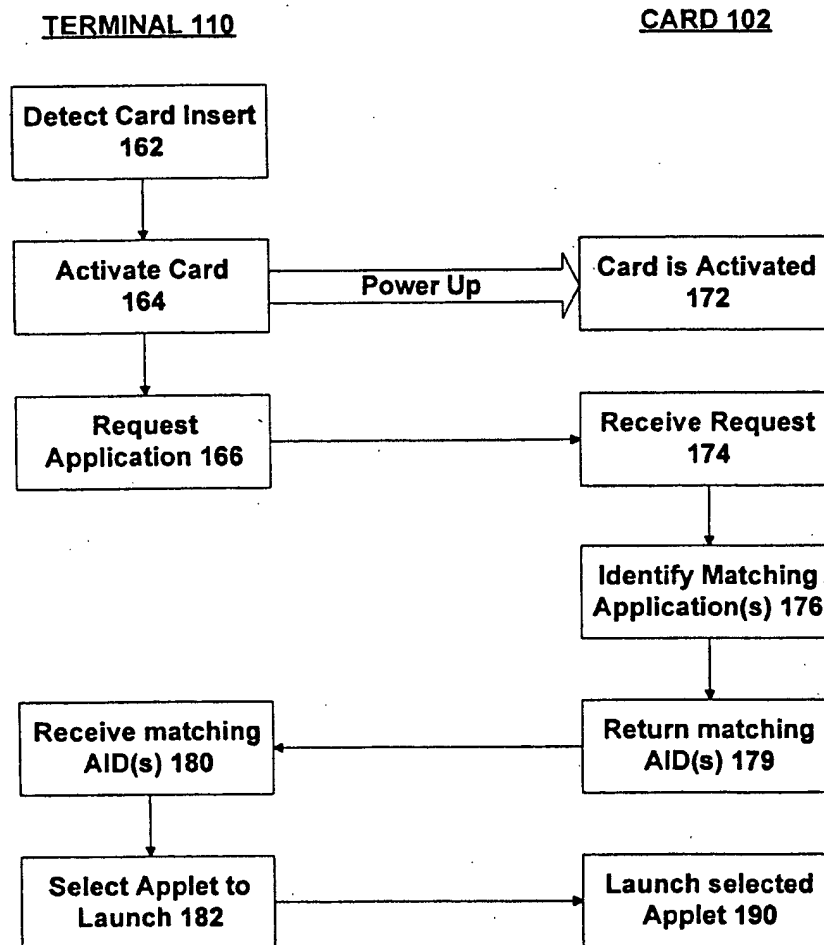 TERMINAL 110
CARD 102
Detect Card Insert
162
Activate Card
164
Power Up
Card is Activated
172
Request
Application 166
Receive Request
174
Identify Matching
Application(s) 176
Receive matching
AID(s) 180
Return matching
AID(s) 179
Select Applet to
Launch 182
Launch selected
Applet 190